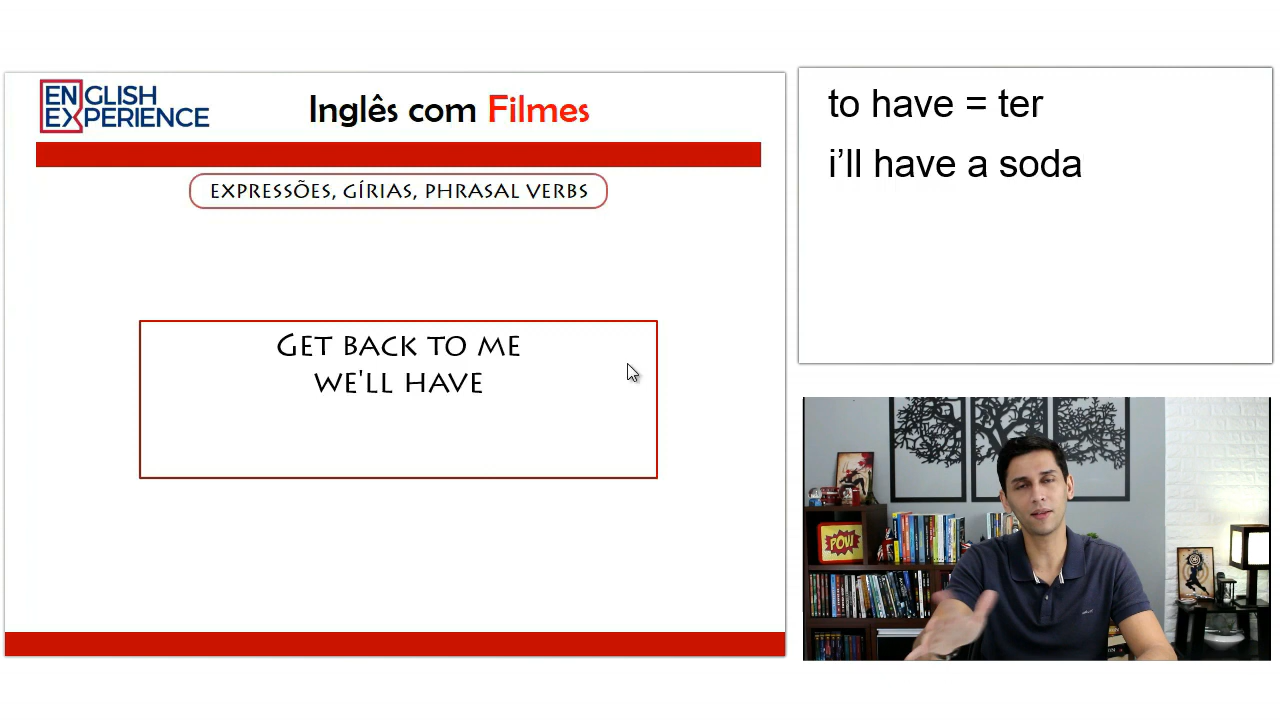 ENGLISH
EXPERIENCE
Inglês com Filmes
EXPRESSÕES, GÍRIAS, PHRASAL VERBS
GET BACK TO ME
WE'LL HAVE
to have = ter
i'll have a soda
POW!